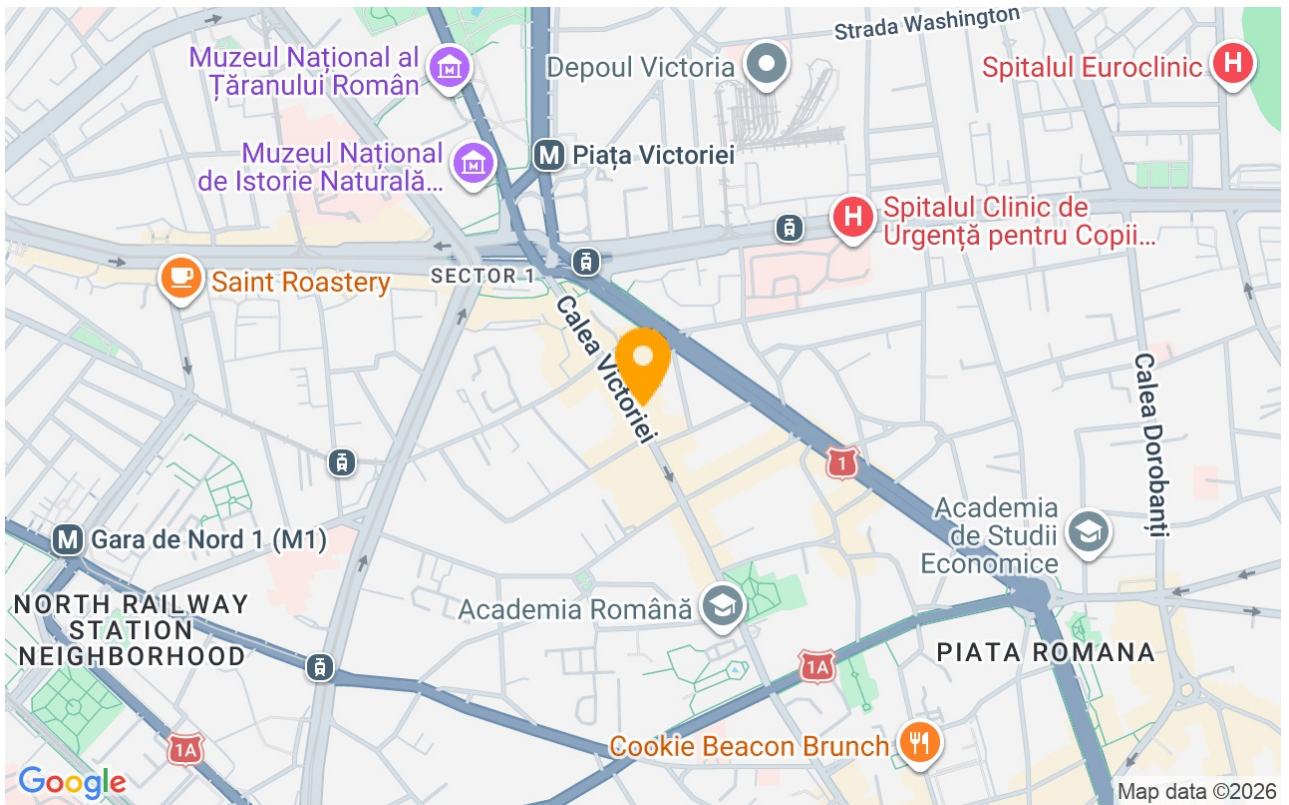 Strada Washington
Muzeul Național al
Țăranului Român
Depoul Victoria
Spitalul Euroclinic
H
M
Piața Victoriei
Muzeul Național
de Istorie Naturală...
H
Spitalul Clinic de
Urgență pentru Copii...
Saint Roastery
SECTOR 1
Calea Victoriei
Calea Dorobanți
1
Academia
de Studii
Economice
M
Gara de Nord 1 (M1)
NORTH RAILWAY
STATION
NEIGHBORHOOD
Academia Română
PIATA ROMANA
1A
1A
Cookie Beacon Brunch
Google
Map data ©2026